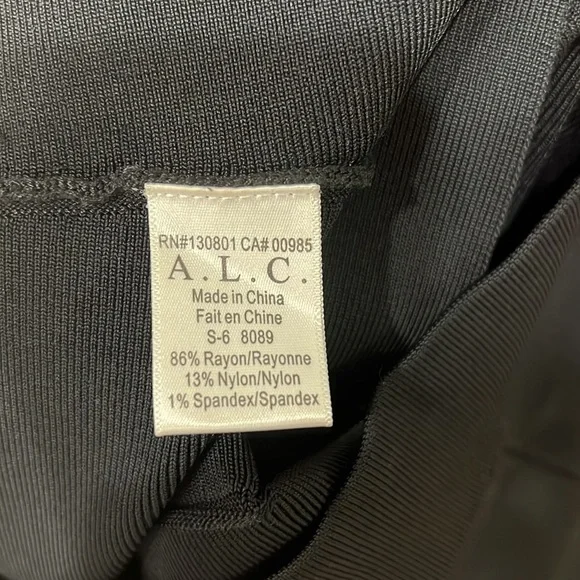 RN#130801 CA# 00985
A.L.C.
Made in China
Fait en Chine
S-6 8089
86% Rayon/Rayonne
13% Nylon/Nylon
1% Spandex/Spandex